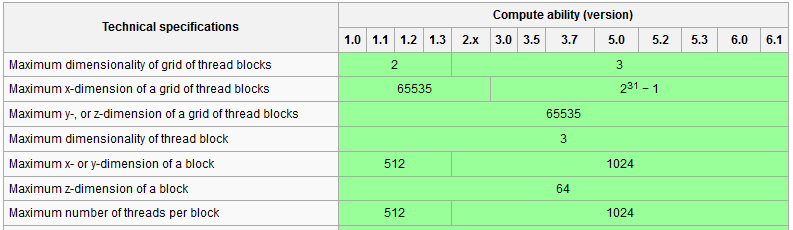 Technical specifications
Compute ability (version)
1.0 1.1 1.2 1.3 2.x 3.0 3.5 3.7 5.0 5.2 5.3 6.0 6.1
Maximum dimensionality of grid of thread blocks 2 3
Maximum x-dimension of a grid of thread blocks 65535 2³¹ − 1
Maximum y-, or z-dimension of a grid of thread blocks 65535
Maximum dimensionality of thread block 3
Maximum x- or y-dimension of a block 512 1024
Maximum z-dimension of a block 64
Maximum number of threads per block 512 1024